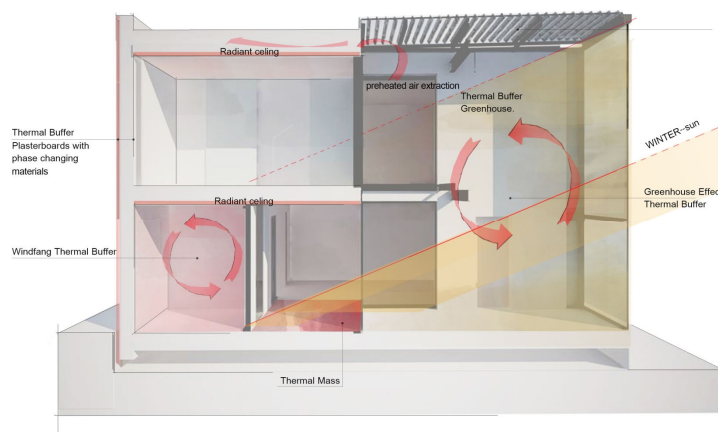 Radiant celing
preheated air extraction
Thermal Buffer
Greenhouse.
Thermal Buffer
Plasterboards with
phase changing
materials
WINTER--sun
Greenhouse Effec
Thermal Buffer
Radiant celing
Windfang Thermal Buffer
Thermal Mass